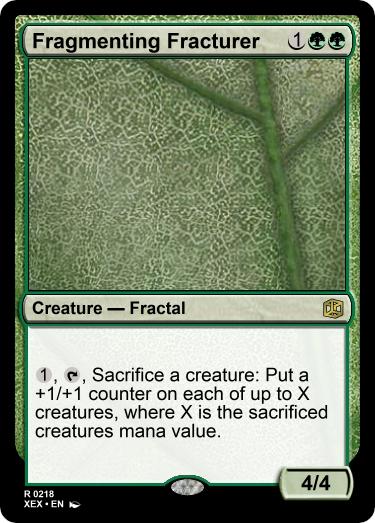 Fragmenting Fracturer 1
Creature — Fractal
1, , Sacrifice a creature: Put a
+1/+1 counter on each of up to X
creatures, where X is the sacrificed
creatures mana value.
4/4
R 0218
XEX • EN